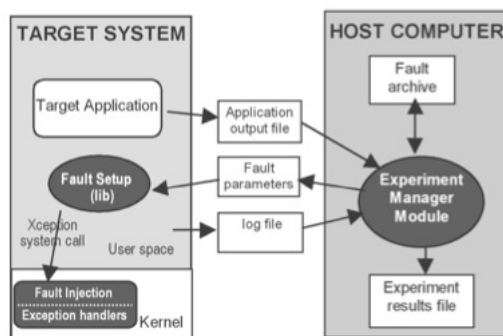 TARGET SYSTEM
HOST COMPUTER
Target Application
Application
output file
Fault
archive
Fault Setup
(lib)
Fault
parameters
Experiment
Manager
Module
Xception
system call
User space
log file
Fault Injection
Exception handlers
Kernel
Experiment
results file